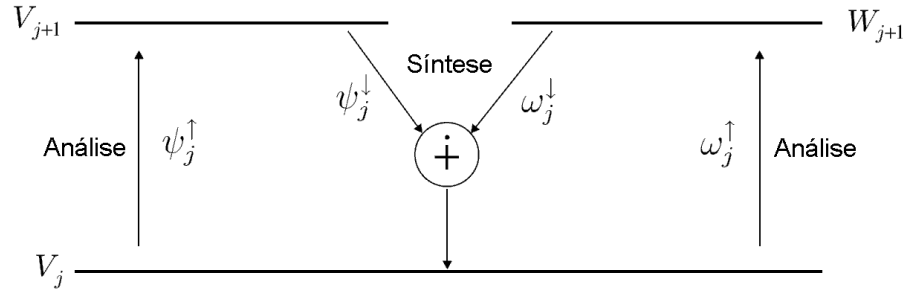 V_{j+1} W_{j+1}
Síntese
ψ_j^↓ ω_j^↓
Análise ψ_j^↑ ω_j^↑ Análise
+
V_j